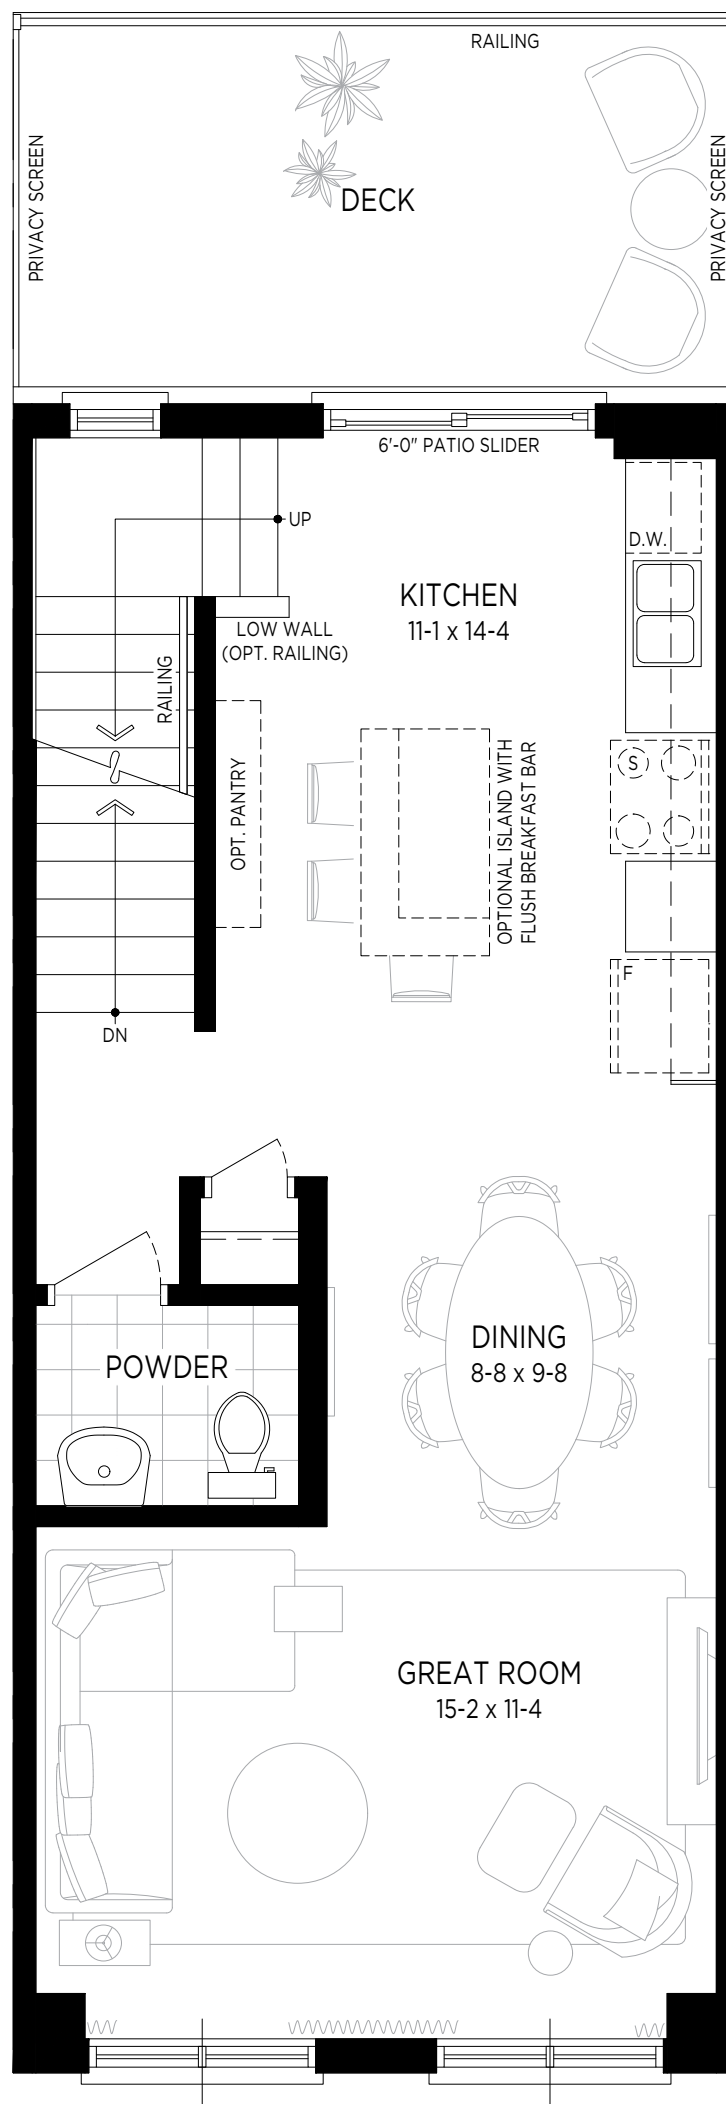 RAILING
PRIVACY SCREEN
PRIVACY SCREEN
DECK
6'-0" PATIO SLIDER
UP
D.W.
KITCHEN
11-1 x 14-4
LOW WALL
(OPT. RAILING)
RAILING
S
OPT. PANTRY
OPTIONAL ISLAND WITH
FLUSH BREAKFAST BAR
F
DN
DINING
8-8 x 9-8
POWDER
GREAT ROOM
15-2 x 11-4